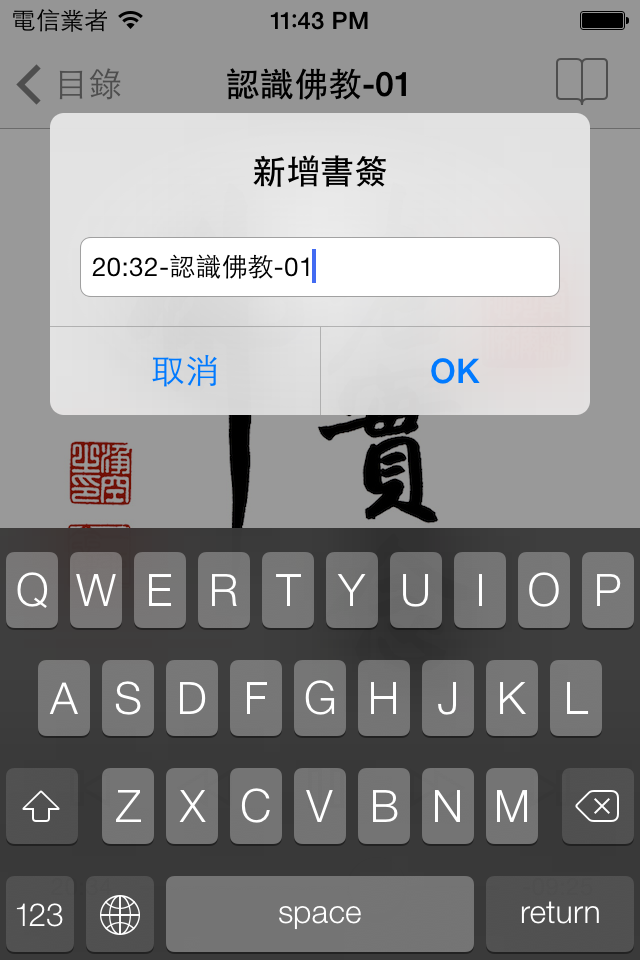 電信業者 11:43 PM
目錄 認識佛教-01
新增書簽
20:32-認識佛教-01
取消 OK
Q W E R T Y U I O P
A S D F G H J K L
Z X C V B N M
123 space return